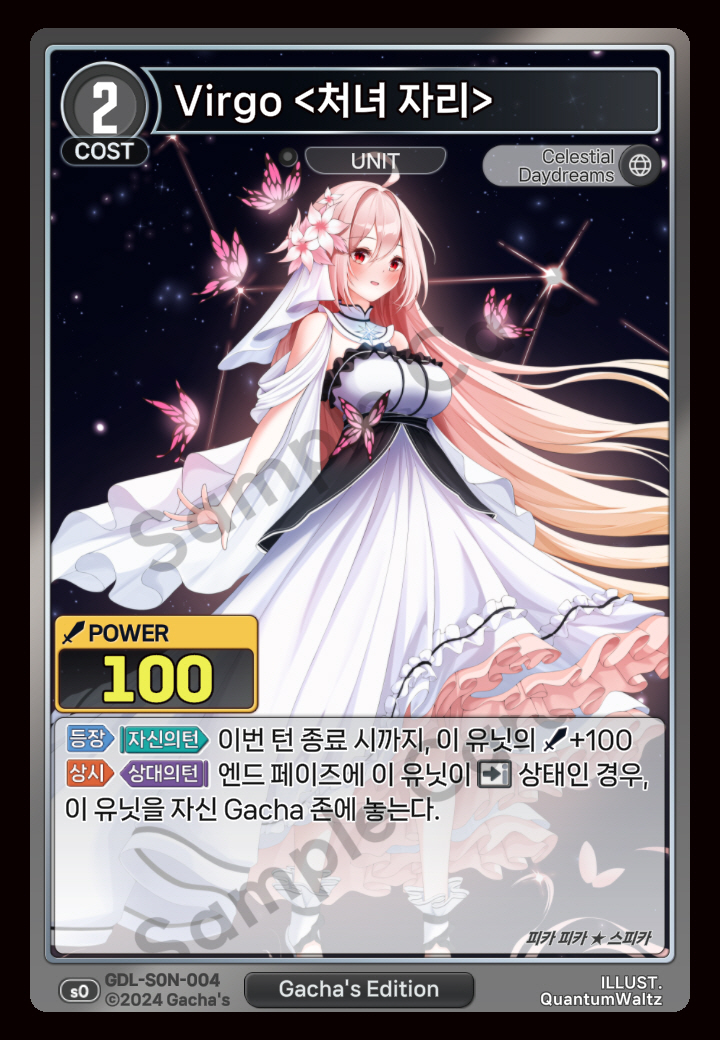 2
COST
Virgo <처녀 자리>
UNIT
Celestial
Daydreams
POWER
100
등장 자신의턴 이번 턴 종료 시까지, 이 유닛의 +100
상시 상대의턴 엔드 페이즈에 이 유닛이 상태인 경우,
이 유닛을 자신 Gacha 존에 놓는다.
Sample Card
Sample Card
피카 피카 ★ 스피카
s0
GDL-S0N-004
©2024 Gacha's
Gacha's Edition
ILLUST.
QuantumWaltz